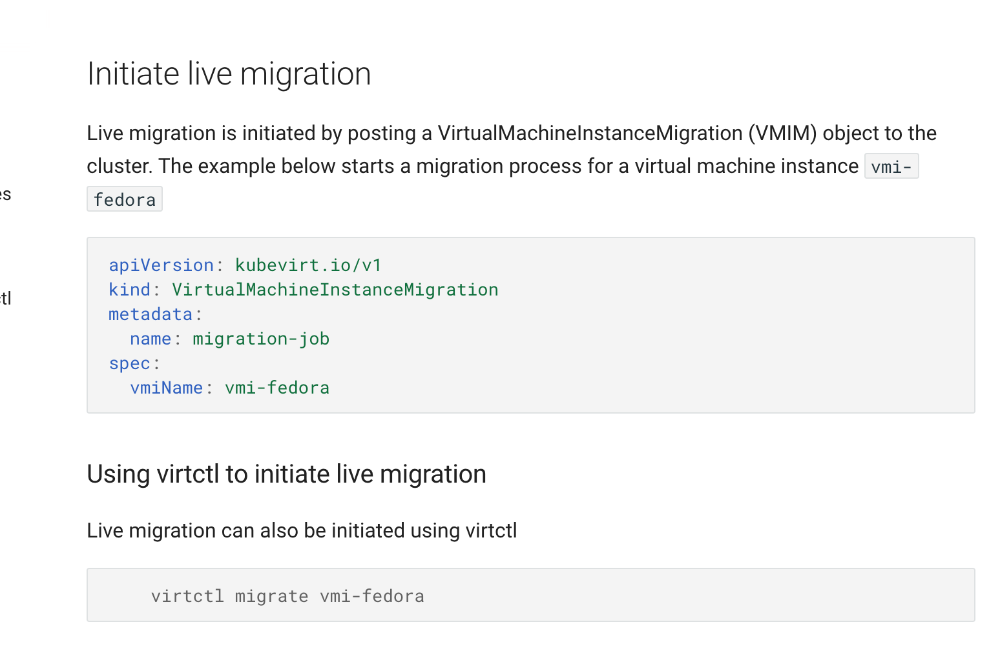 Initiate live migration
Live migration is initiated by posting a VirtualMachineInstanceMigration (VMIM) object to the
cluster. The example below starts a migration process for a virtual machine instance vmi-
es
fedora
apiVersion: kubevirt.io/v1
kind: VirtualMachineInstanceMigration
ctl
metadata:
  name: migration-job
spec:
  vmiName: vmi-fedora
Using virtctl to initiate live migration
Live migration can also be initiated using virtctl
virtctl migrate vmi-fedora